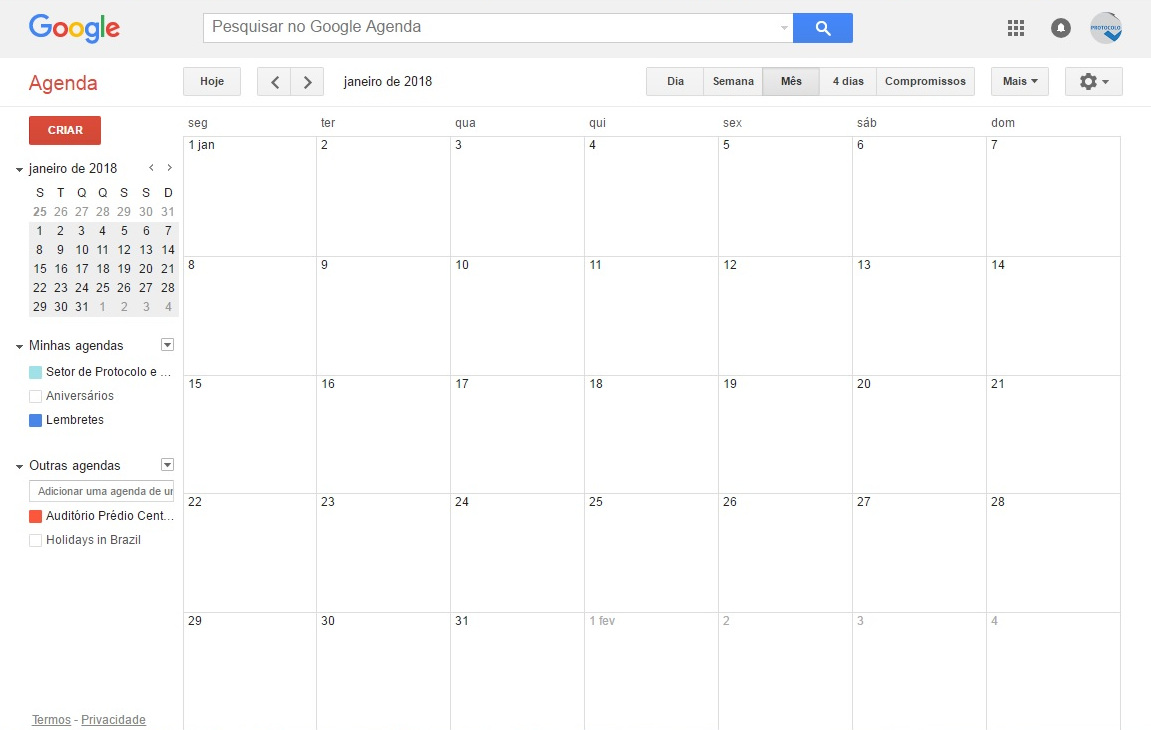 Google
Pesquisar no Google Agenda
PROTOCOLO
Agenda
Hoje
janeiro de 2018
Dia Semana Mês 4 dias Compromissos
Mais
CRIAR
janeiro de 2018
S T Q Q S S D
25 26 27 28 29 30 31
1 2 3 4 5 6 7
8 9 10 11 12 13 14
15 16 17 18 19 20 21
22 23 24 25 26 27 28
29 30 31 1 2 3 4
Minhas agendas
Setor de Protocolo e ...
Aniversários
Lembretes
Outras agendas
Adicionar uma agenda de ur
Auditório Prédio Cent...
Holidays in Brazil
Termos - Privacidade
seg ter qua qui sex sáb dom
1 jan 2 3 4 5 6 7
8 9 10 11 12 13 14
15 16 17 18 19 20 21
22 23 24 25 26 27 28
29 30 31 1 fev 2 3 4